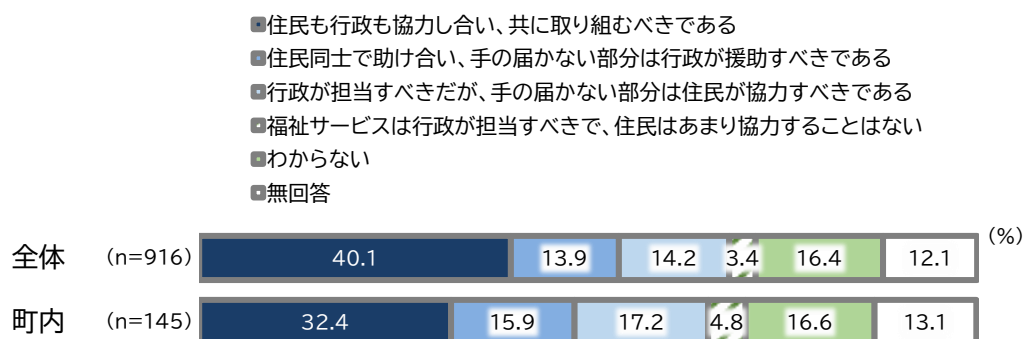 住民も行政も協力し合い、共に取り組むべきである
住民同士で助け合い、手の届かない部分は行政が援助すべきである
行政が担当すべきだが、手の届かない部分は住民が協力すべきである
福祉サービスは行政が担当すべきで、住民はあまり協力することはない
わからない
無回答
(%)
全体 (n=916) 40.1 13.9 14.2 3.4 16.4 12.1
町内 (n=145) 32.4 15.9 17.2 4.8 16.6 13.1